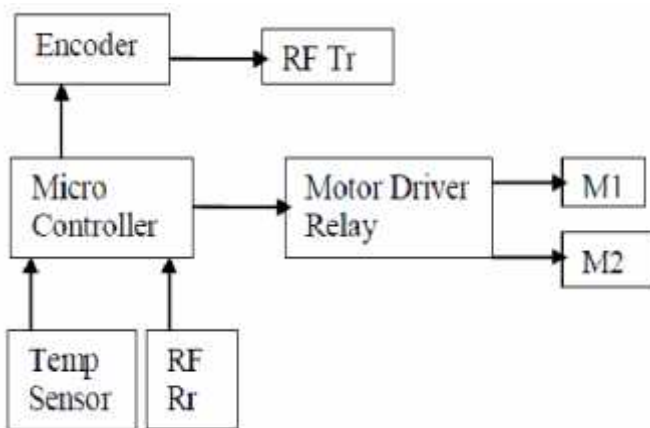 Encoder
RF Tr
Micro
Controller
Motor Driver
Relay
M1
M2
Temp
Sensor
RF
Rr